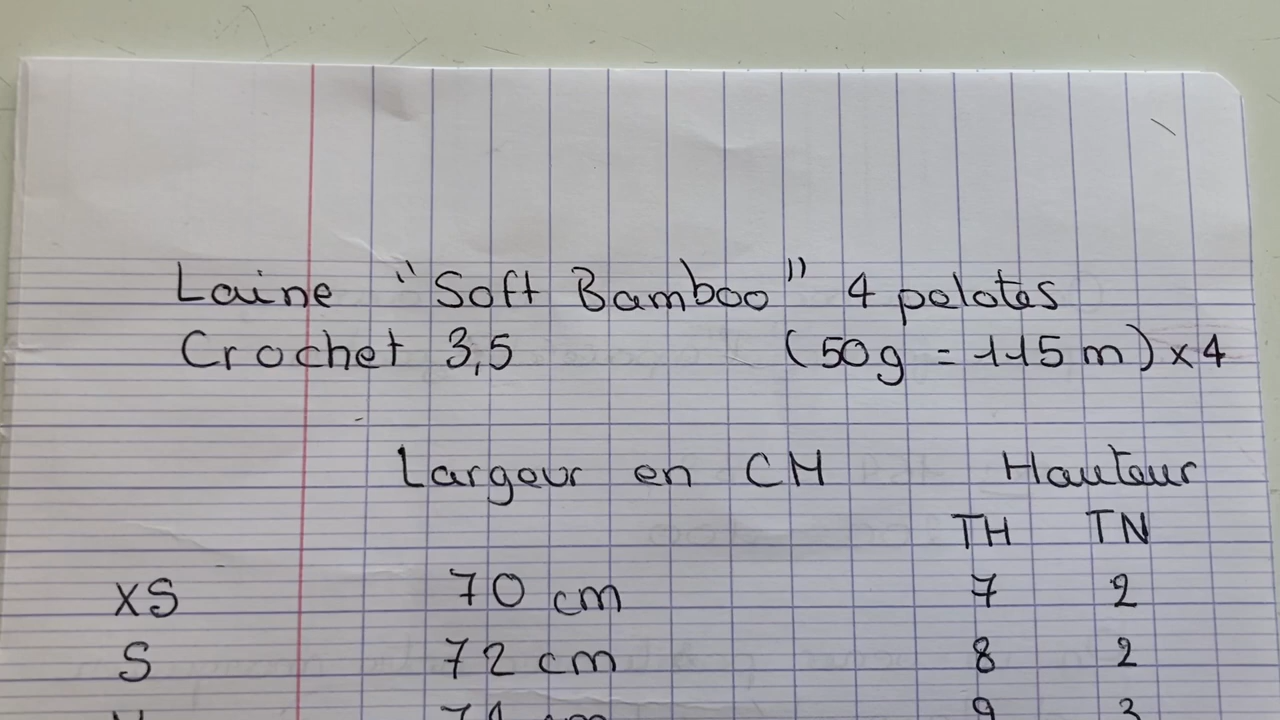 Laine "Soft Bamboo" 4 pelotes
Crochet 3,5 (50g = 115 m) x 4
Largeur en CM Hauteur
TH TN
XS 70 cm 7 2
S 72 cm 8 2